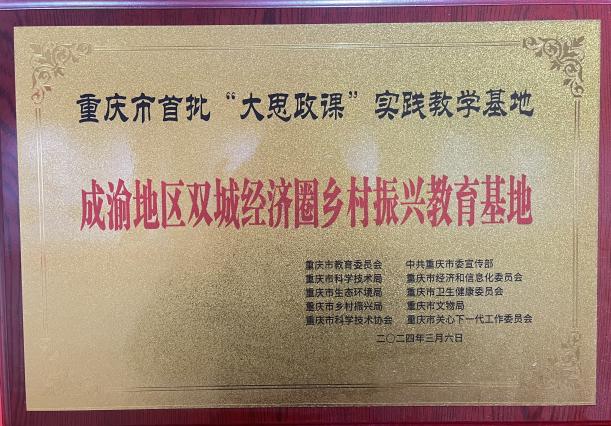 重庆市首批“大思政课”实践教学基地
成渝地区双城经济圈乡村振兴教育基地
重庆市教育委员会 中共重庆市委宣传部
重庆市科学技术局 重庆市经济和信息化委员会
重庆市生态环境局 重庆市卫生健康委员会
重庆市乡村振兴局 重庆市文物局
重庆市科学技术协会 重庆市关心下一代工作委员会
二〇二四年三月六日